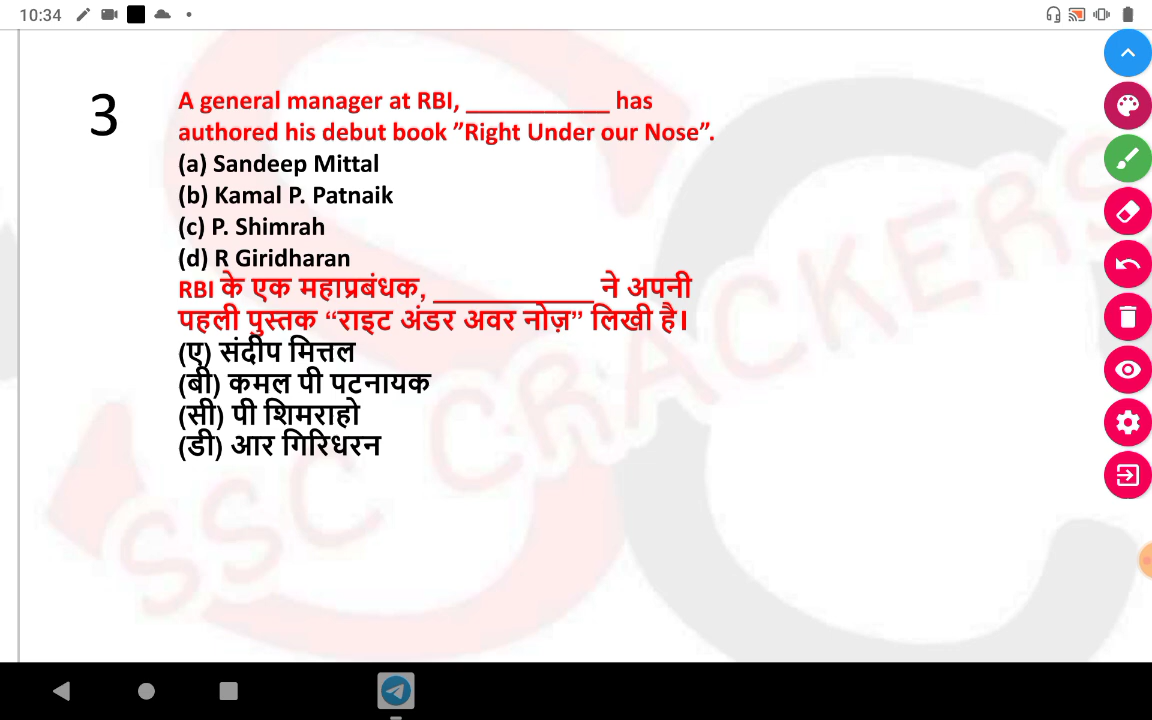 10:34
3
A general manager at RBI, ___________ has
authored his debut book ”Right Under our Nose”.
(a) Sandeep Mittal
(b) Kamal P. Patnaik
(c) P. Shimrah
(d) R Giridharan
RBI के एक महाप्रबंधक, ____________ ने अपनी
पहली पुस्तक “राइट अंडर अवर नोज़” लिखी है।
(ए) संदीप मित्तल
(बी) कमल पी पटनायक
(सी) पी शिमराहो
(डी) आर गिरिधरन
SSC CRACKERS